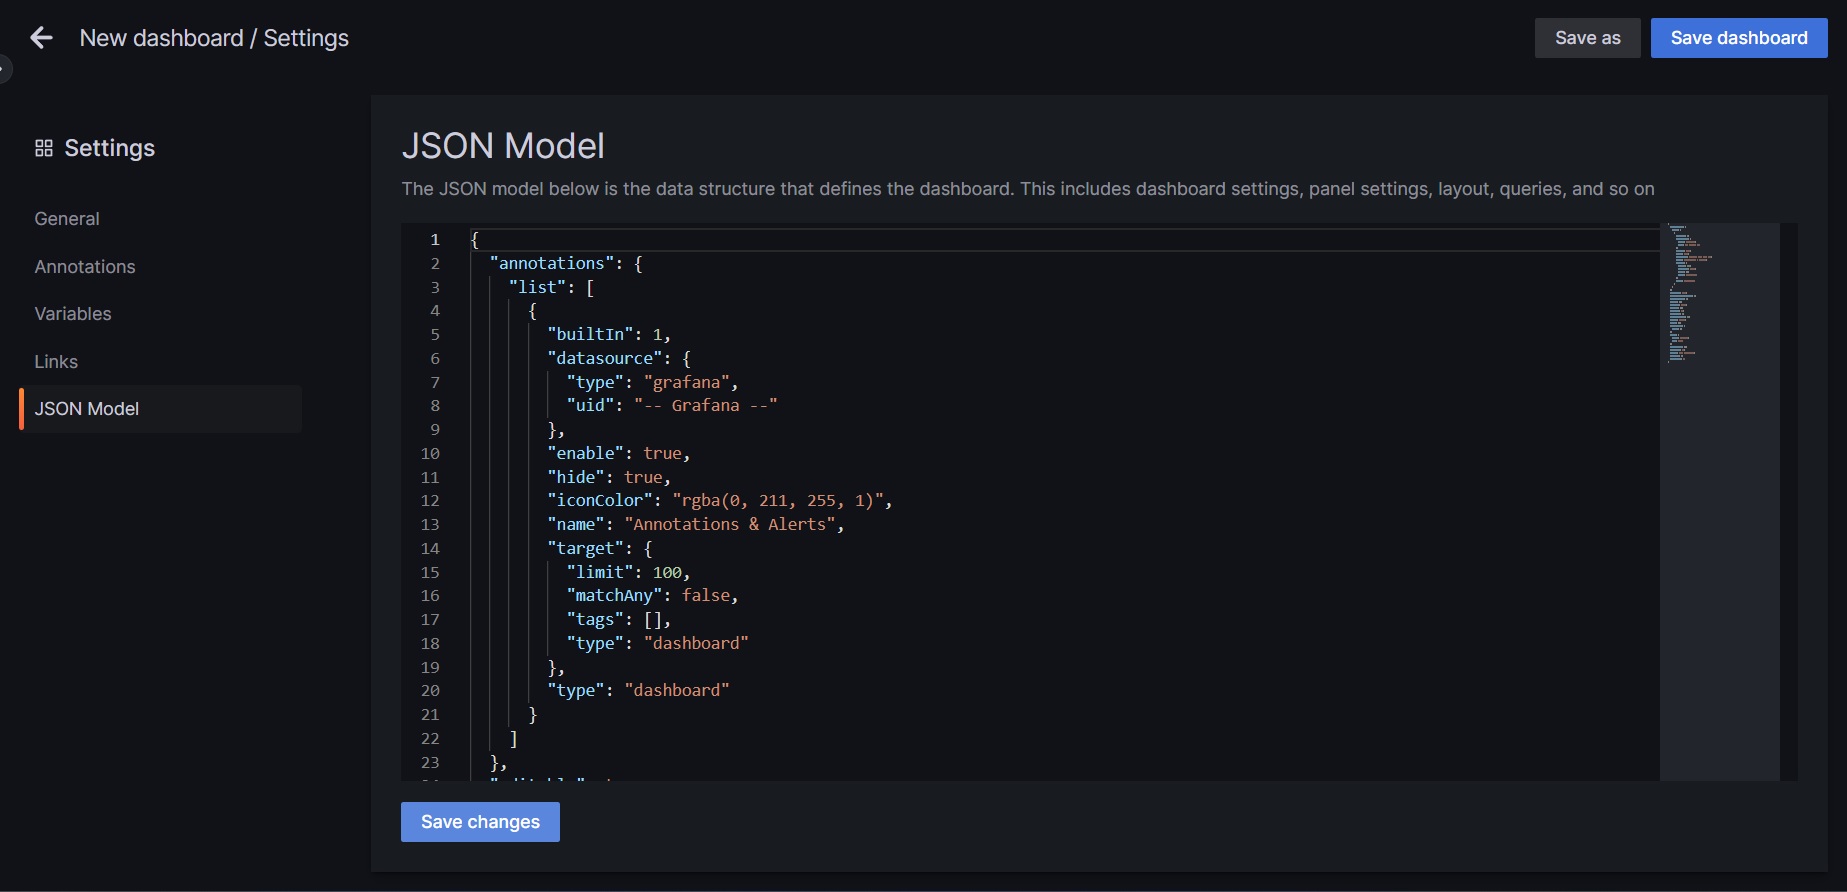 New dashboard / Settings
Save as
Save dashboard
Settings
General
Annotations
Variables
Links
JSON Model
JSON Model
The JSON model below is the data structure that defines the dashboard. This includes dashboard settings, panel settings, layout, queries, and so on
1 {
2 "annotations": {
3 "list": [
4 {
5 "builtIn": 1,
6 "datasource": {
7 "type": "grafana",
8 "uid": "-- Grafana --"
9 },
10 "enable": true,
11 "hide": true,
12 "iconColor": "rgba(0, 211, 255, 1)",
13 "name": "Annotations & Alerts",
14 "target": {
15 "limit": 100,
16 "matchAny": false,
17 "tags": [],
18 "type": "dashboard"
19 },
20 "type": "dashboard"
21 }
22 ]
23 },
Save changes